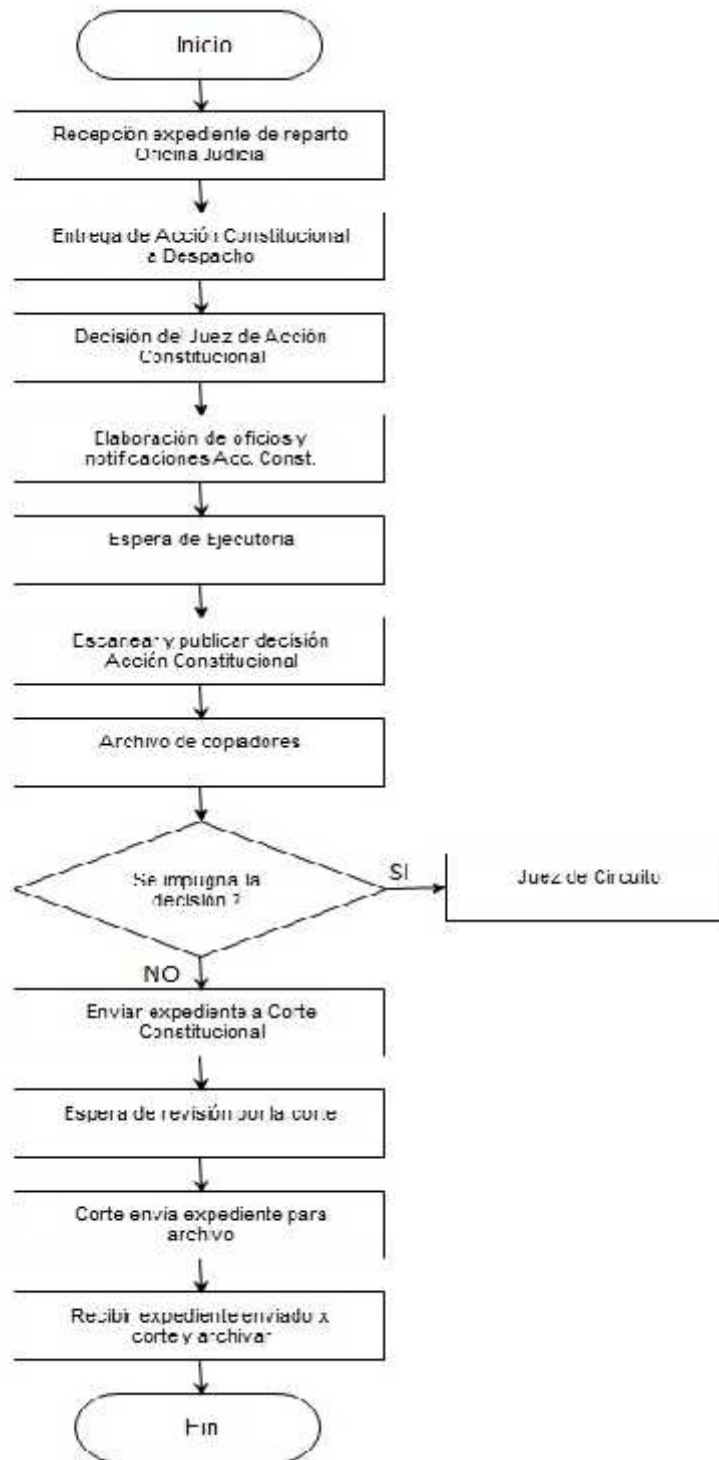 Inicio
Recepción expediente de reparto
Oficina Judicial
Entrega de Acción Constitucional
a Despacho
Decisión del Juez de Acción
Constitucional
Elaboración de oficios y
notificaciones Acc. Const.
Espera de Ejecutoria
Escanear y publicar decisión
Acción Constitucional
Archivo de copiadores
Se impugna la
decisión ?
SI
Juez de Circuito
NO
Enviar expediente a Corte
Constitucional
Espera de revisión por la corte
Corte envia expediente para
archivo
Recibir expediente enviado x
corte y archivar
Fin